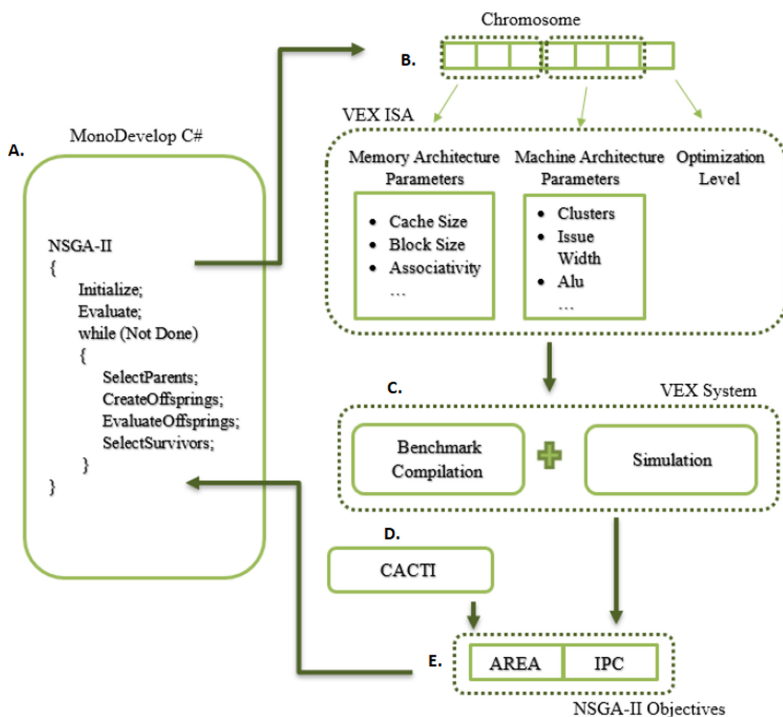 A.
MonoDevelop C#
NSGA-II
{
Initialize;
Evaluate;
while (Not Done)
{
SelectParents;
CreateOffsprings;
EvaluateOffsprings;
SelectSurvivors;
}
}
Chromosome
B.
VEX ISA
Memory Architecture
Parameters
• Cache Size
• Block Size
• Associativity
…
Machine Architecture
Parameters
• Clusters
• Issue
Width
• Alu
…
Optimization
Level
C.
VEX System
Benchmark
Compilation
Simulation
D.
CACTI
E.
AREA
IPC
NSGA-II Objectives